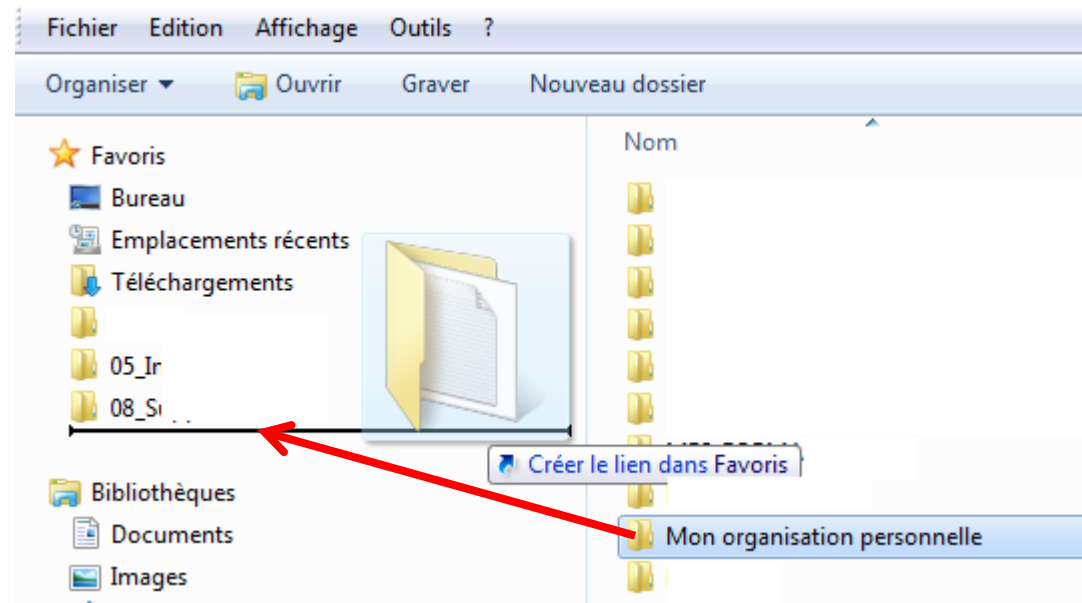 Fichier Edition Affichage Outils ?
Organiser Ouvrir Graver Nouveau dossier
Favoris
Nom
Bureau
Emplacements récents
Téléchargements
Créer le lien dans Favoris
Bibliothèques
Documents
Mon organisation personnelle
Images